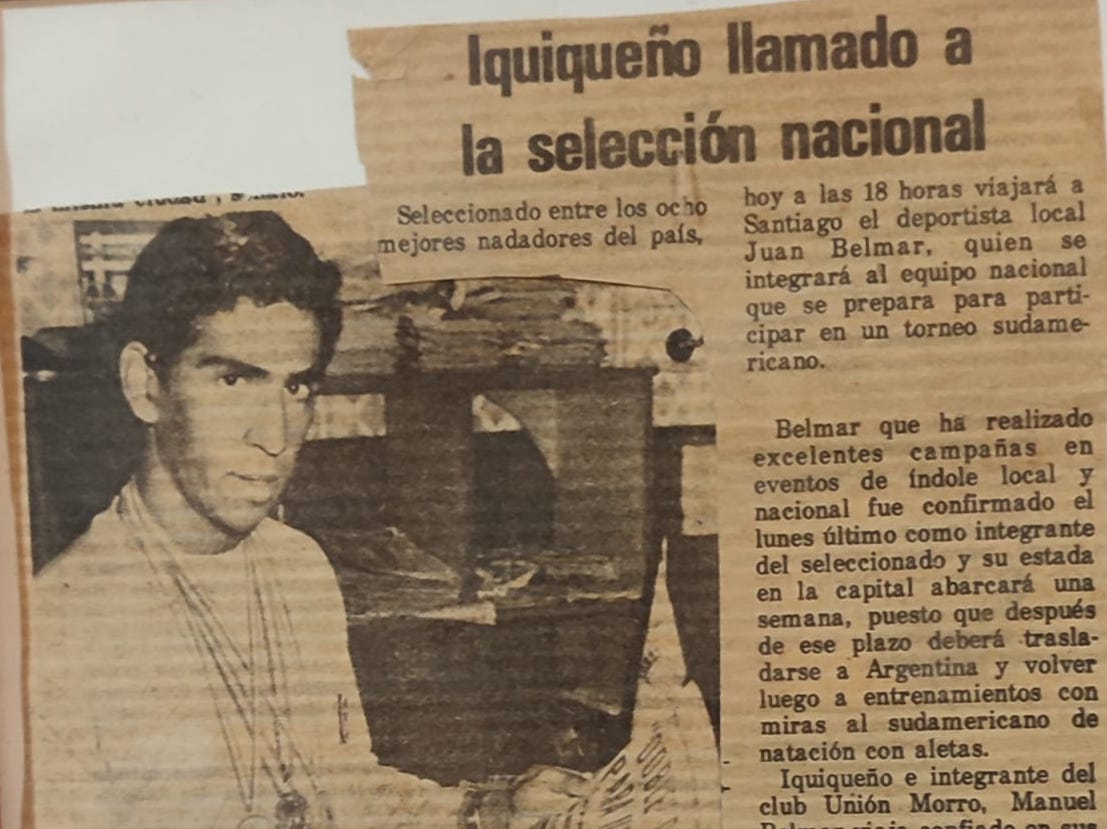 Iquiqueño llamado a
la selección nacional
Seleccionado entre los ocho
mejores nadadores del país,
hoy a las 18 horas viajará a
Santiago el deportista local
Juan Belmar, quien se
integrará al equipo nacional
que se prepara para parti-
cipar en un torneo sudame-
ricano.
Belmar que ha realizado
excelentes campañas en
eventos de índole local y
nacional fue confirmado el
lunes último como integrante
del seleccionado y su estada
en la capital abarcará una
semana, puesto que después
de ese plazo deberá trasla-
darse a Argentina y volver
luego a entrenamientos con
miras al sudamericano de
natación con aletas.
Iquiqueño e integrante del
club Unión Morro, Manuel
Belmar viaja confiado en sus